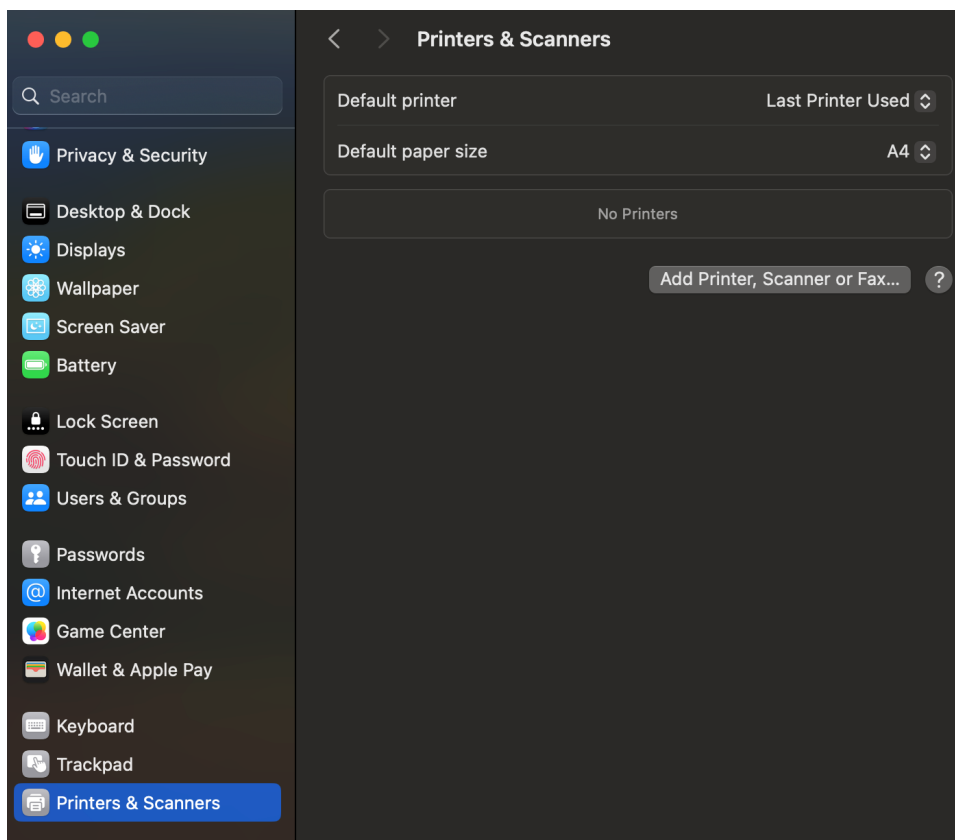 Printers & Scanners
Search
Privacy & Security
Desktop & Dock
Displays
Wallpaper
Screen Saver
Battery
Lock Screen
Touch ID & Password
Users & Groups
Passwords
Internet Accounts
Game Center
Wallet & Apple Pay
Keyboard
Trackpad
Printers & Scanners
Default printer Last Printer Used
Default paper size A4
No Printers
Add Printer, Scanner or Fax... ?